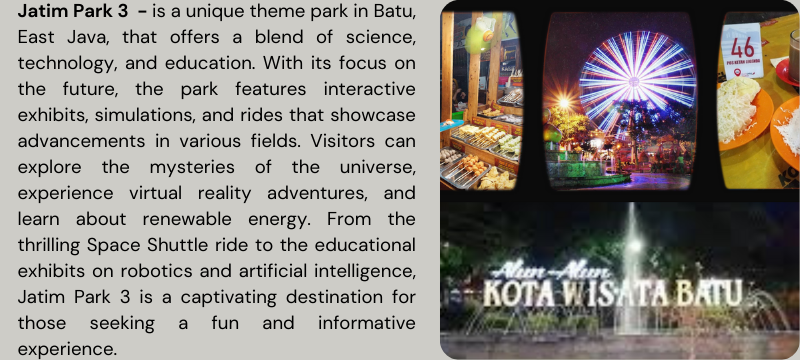 Jatim Park 3 - is a unique theme park in Batu,
East Java, that offers a blend of science,
technology, and education. With its focus on
the future, the park features interactive
exhibits, simulations, and rides that showcase
advancements in various fields. Visitors can
explore the mysteries of the universe,
experience virtual reality adventures, and
learn about renewable energy. From the
thrilling Space Shuttle ride to the educational
exhibits on robotics and artificial intelligence,
Jatim Park 3 is a captivating destination for
those seeking a fun and informative
experience.
46
Alun-Alun
KOTA WISATA BATU